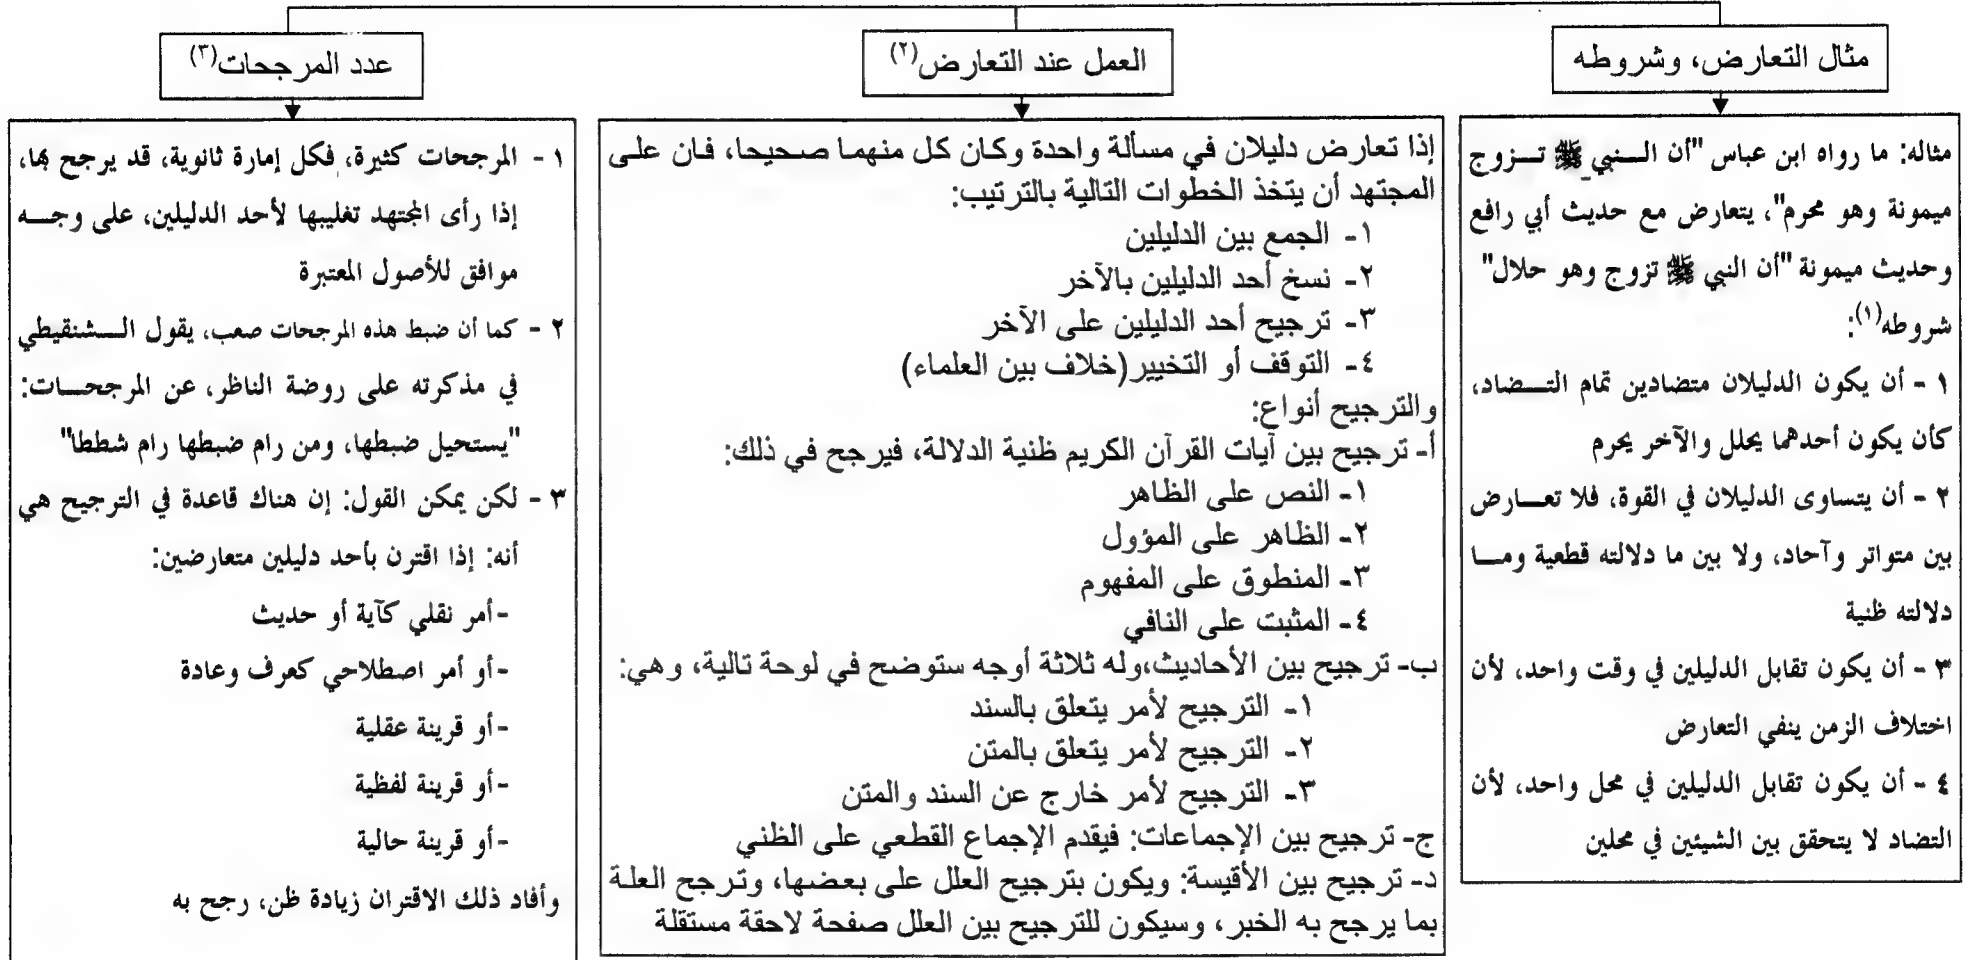 مثال التعارض، وشروطه
مثاله: ما رواه ابن عباس "أن الـنبي ﷺ تـزوج
ميمونة وهو محرم"، يتعارض مع حديث أبي رافع
وحديث ميمونة "أن النبي ﷺ تزوج وهو حلال"
شروطه(١):
١ - أن يكون الدليلان متضادين تمام التـضاد،
كأن يكون أحدهما يحلل والآخر يحرم
٢ - أن يتساوى الدليلان في القوة، فلا تعـارض
بين متواتر وآحاد، ولا بين ما دلالته قطعية ومـا
دلالته ظنية
٣ - أن يكون تقابل الدليلين في وقت واحد، لأن
اختلاف الزمن ينفي التعارض
٤ - أن يكون تقابل الدليلين في محل واحد، لأن
التضاد لا يتحقق بين الشيئين في محلين
العمل عند التعارض(٢)
إذا تعارض دليلان في مسألة واحدة وكان كل منهما صحيحا، فان على
المجتهد أن يتخذ الخطوات التالية بالترتيب:
١- الجمع بين الدليلين
٢- نسخ أحد الدليلين بالآخر
٣- ترجيح أحد الدليلين على الآخر
٤- التوقف أو التخيير(خلاف بين العلماء)
والترجيح أنواع:
أ- ترجيح بين آيات القرآن الكريم ظنية الدلالة، فيرجح في ذلك:
١- النص على الظاهر
٢- الظاهر على المؤول
٣- المنطوق على المفهوم
٤- المثبت على النافي
ب- ترجيح بين الأحاديث،وله ثلاثة أوجه ستوضح في لوحة تالية، وهي:
١- الترجيح لأمر يتعلق بالسند
٢- الترجيح لأمر يتعلق بالمتن
٣- الترجيح لأمر خارج عن السند والمتن
ج- ترجيح بين الإجماعات: فيقدم الإجماع القطعي على الظني
د- ترجيح بين الأقيسة: ويكون بترجيح العلل على بعضها، وترجح العلة
بما يرجح به الخبر، وسيكون للترجيح بين العلل صفحة لاحقة مستقلة
عدد المرجحات(٣)
١ - المرجحات كثيرة، فكل إمارة ثانوية، قد يرجح بها،
إذا رأى المجتهد تغليبها لأحد الدليلين، على وجـه
موافق للأصول المعتبرة
٢ - كما أن ضبط هذه المرجحات صعب، يقول الـشنقيطي
في مذكرته على روضة الناظر، عن المرجحـات:
"يستحيل ضبطها، ومن رام ضبطها رام شططا"
٣ - لكن يمكن القول: إن هناك قاعدة في الترجيح هي
أنه: إذا اقترن بأحد دليلين متعارضين:
-أمر نقلي كآية أو حديث
-أو أمر اصطلاحي كعرف وعادة
-أو قرينة عقلية
-أو قرينة لفظية
-أو قرينة حالية
وأفاد ذلك الاقتران زيادة ظن، رجح به